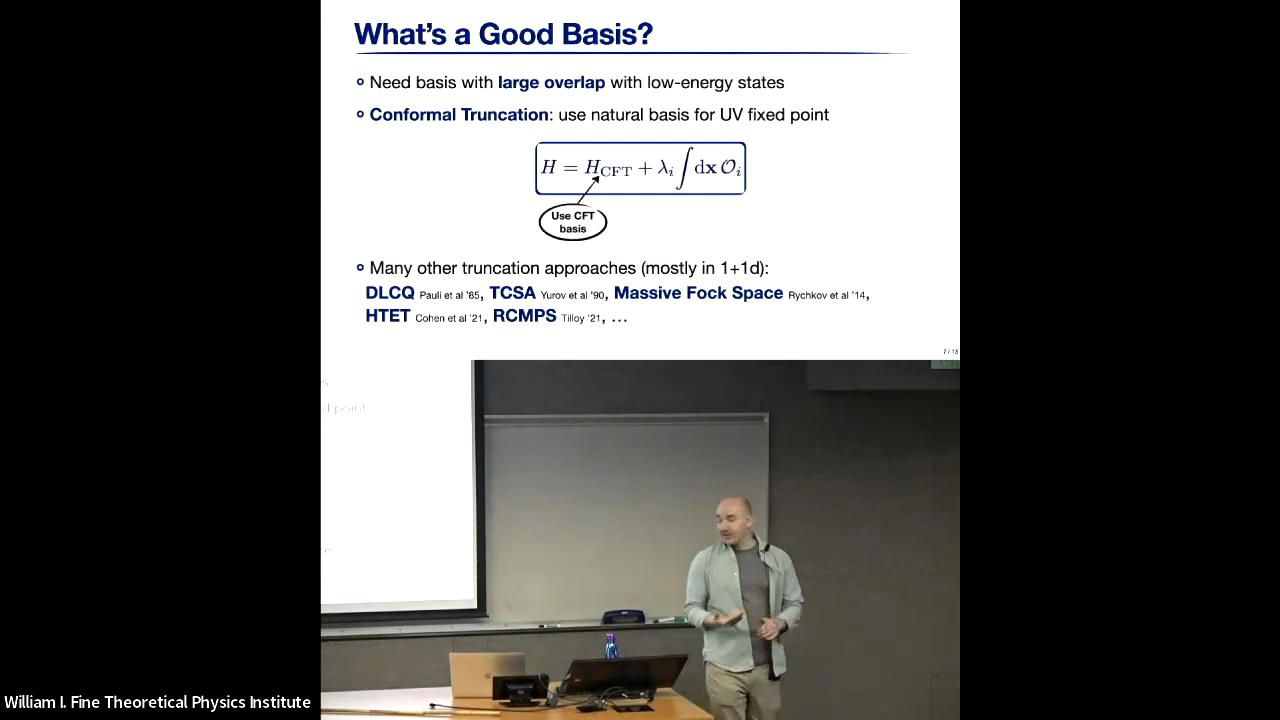 What's a Good Basis?
Need basis with large overlap with low-energy states
Conformal Truncation: use natural basis for UV fixed point
H = H_CFT + λ_i ∫ dx O_i
Use CFT
basis
Many other truncation approaches (mostly in 1+1d):
DLCQ Pauli et al '85, TCSA Yurov et al '90, Massive Fock Space Rychkov et al '14,
HTET Cohen et al '21, RCMPS Tilloy '21, …
7 / 13
d point
William I. Fine Theoretical Physics Institute